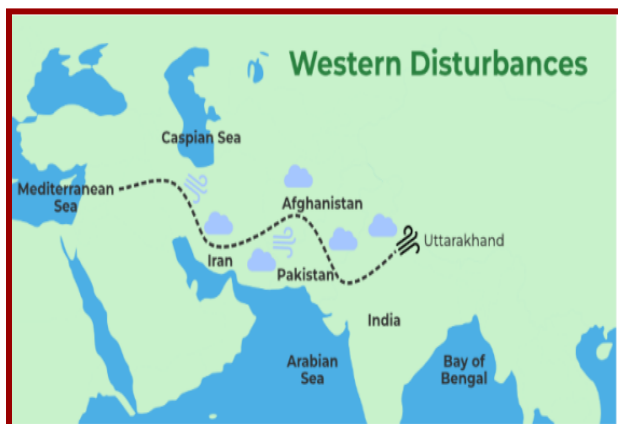 Western Disturbances
Caspian Sea
Mediterranean
Sea
Afghanistan
Uttarakhand
Iran
Pakistan
India
Arabian
Sea
Bay of
Bengal